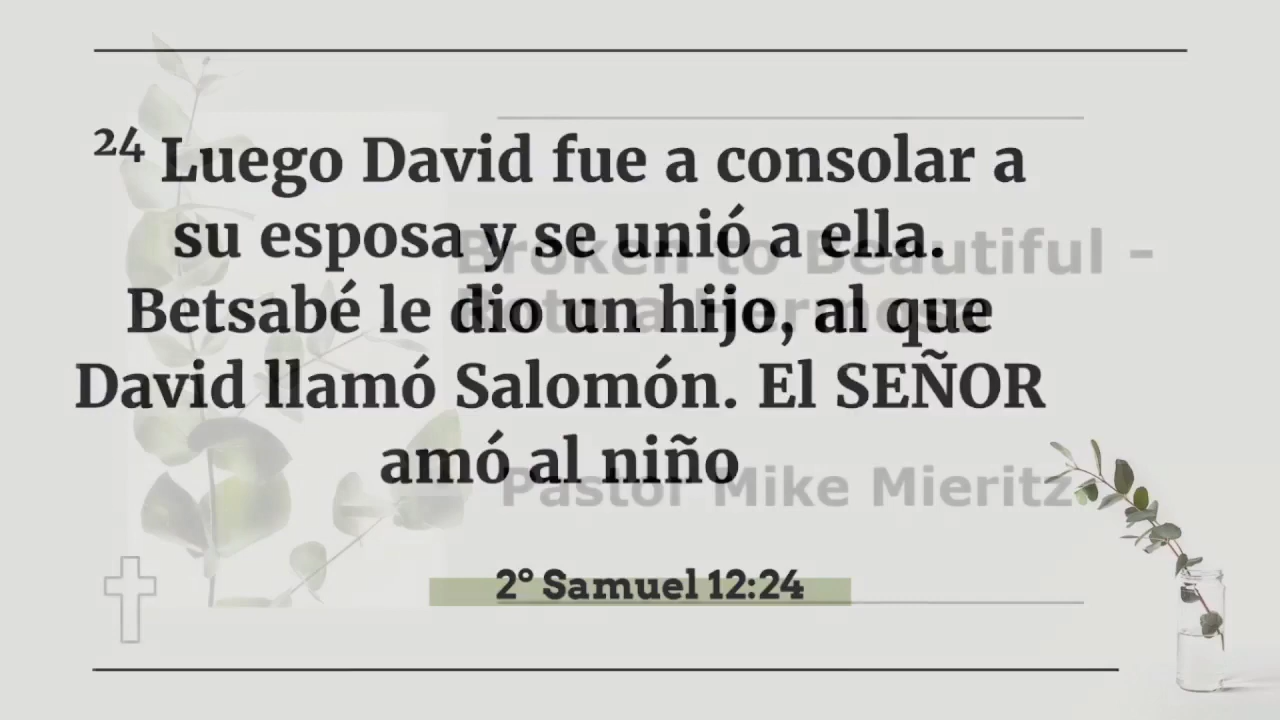 24 Luego David fue a consolar a
su esposa y se unió a ella.
Betsabé le dio un hijo, al que
David llamó Salomón. El SEÑOR
amó al niño
2° Samuel 12:24
Broken to Beautiful -
Pastor Mike Mieritz